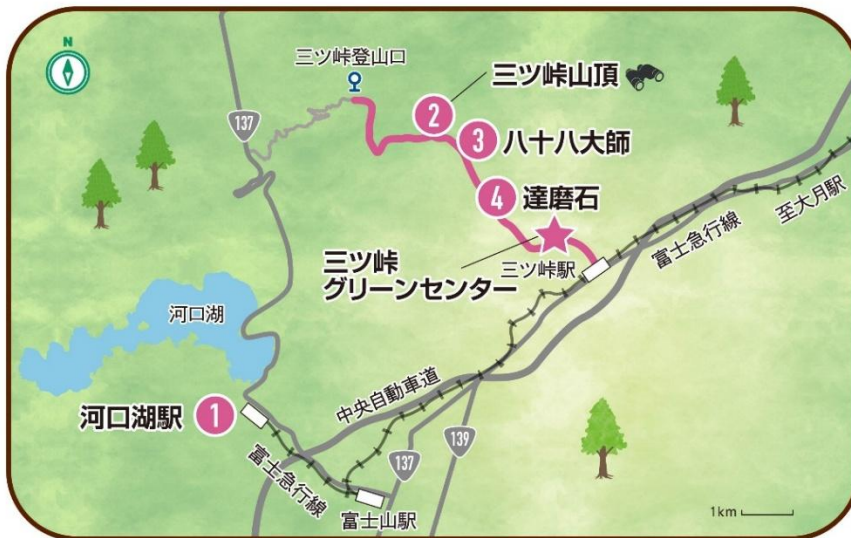 N
三ツ峠登山口
137
2
三ツ峠山頂
3
八十八大師
4
達磨石
至大月駅
富士急行線
三ツ峠
グリーンセンター
三ツ峠駅
河口湖
中央自動車道
河口湖駅
1
137
139
富士急行線
富士山駅
1km